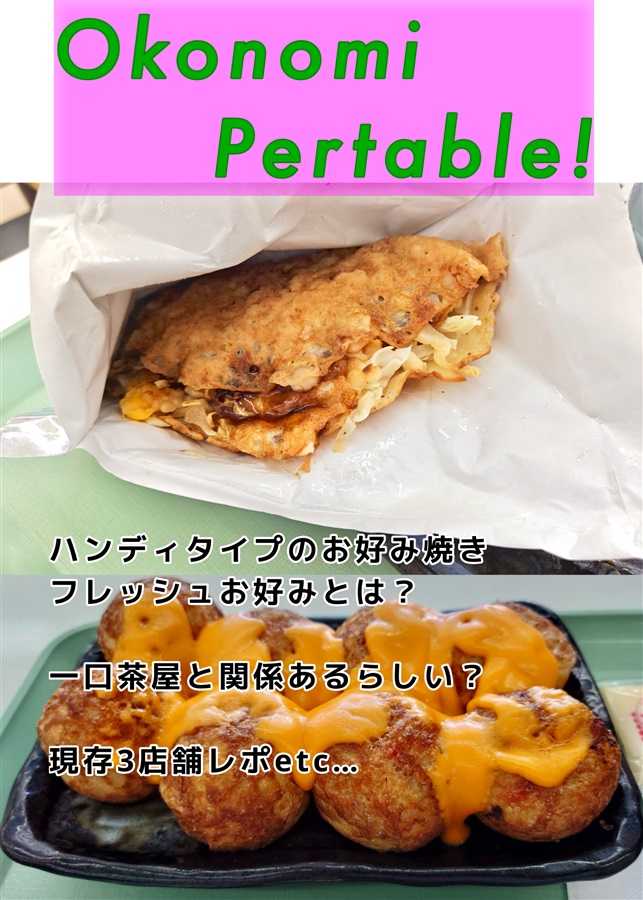 Okonomi
Pertable!
ハンディタイプのお好み焼き
フレッシュお好みとは？
一口茶屋と関係あるらしい？
現存3店舗レポetc…